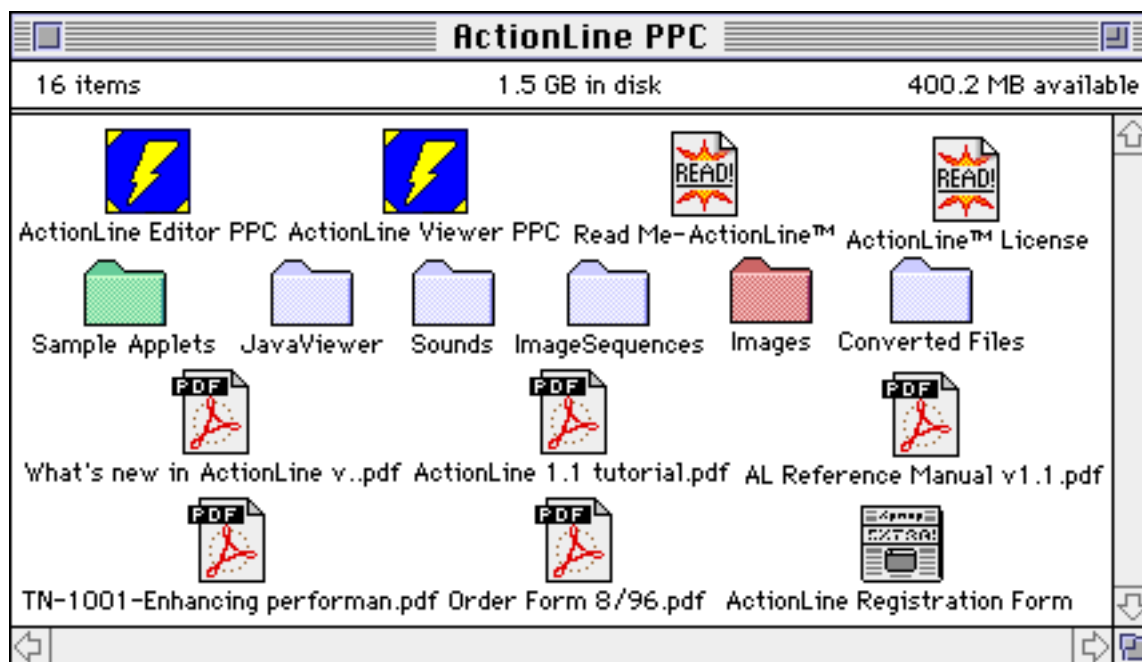 ActionLine PPC
16 items 1.5 GB in disk 400.2 MB available
READ! READ!
ActionLine Editor PPC ActionLine Viewer PPC Read Me-ActionLine™ ActionLine™ License
Sample Applets JavaViewer Sounds ImageSequences Images Converted Files
PDF PDF PDF
What's new in ActionLine v..pdf ActionLine 1.1 tutorial.pdf AL Reference Manual v1.1.pdf
PDF PDF
EXTRA!
TN-1001-Enhancing performan.pdf Order Form 8/96.pdf ActionLine Registration Form